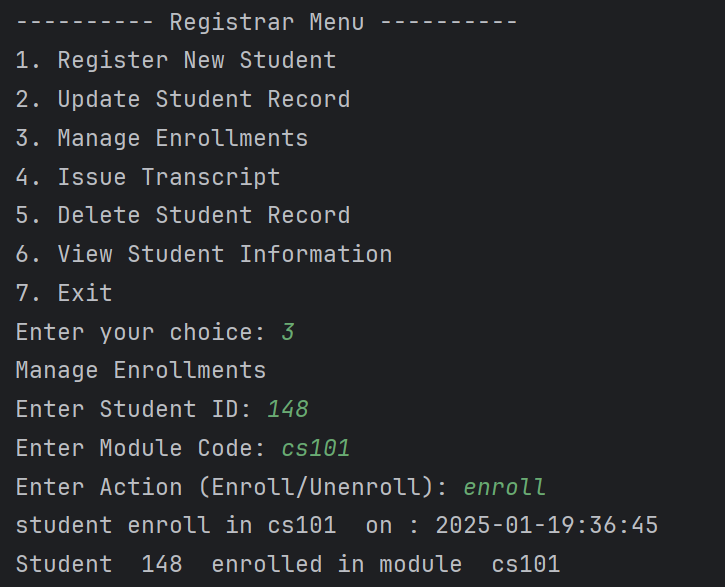 ---------- Registrar Menu ----------
1. Register New Student
2. Update Student Record
3. Manage Enrollments
4. Issue Transcript
5. Delete Student Record
6. View Student Information
7. Exit
Enter your choice: 3
Manage Enrollments
Enter Student ID: 148
Enter Module Code: cs101
Enter Action (Enroll/Unenroll): enroll
student enroll in cs101  on : 2025-01-19:36:45
Student  148  enrolled in module  cs101